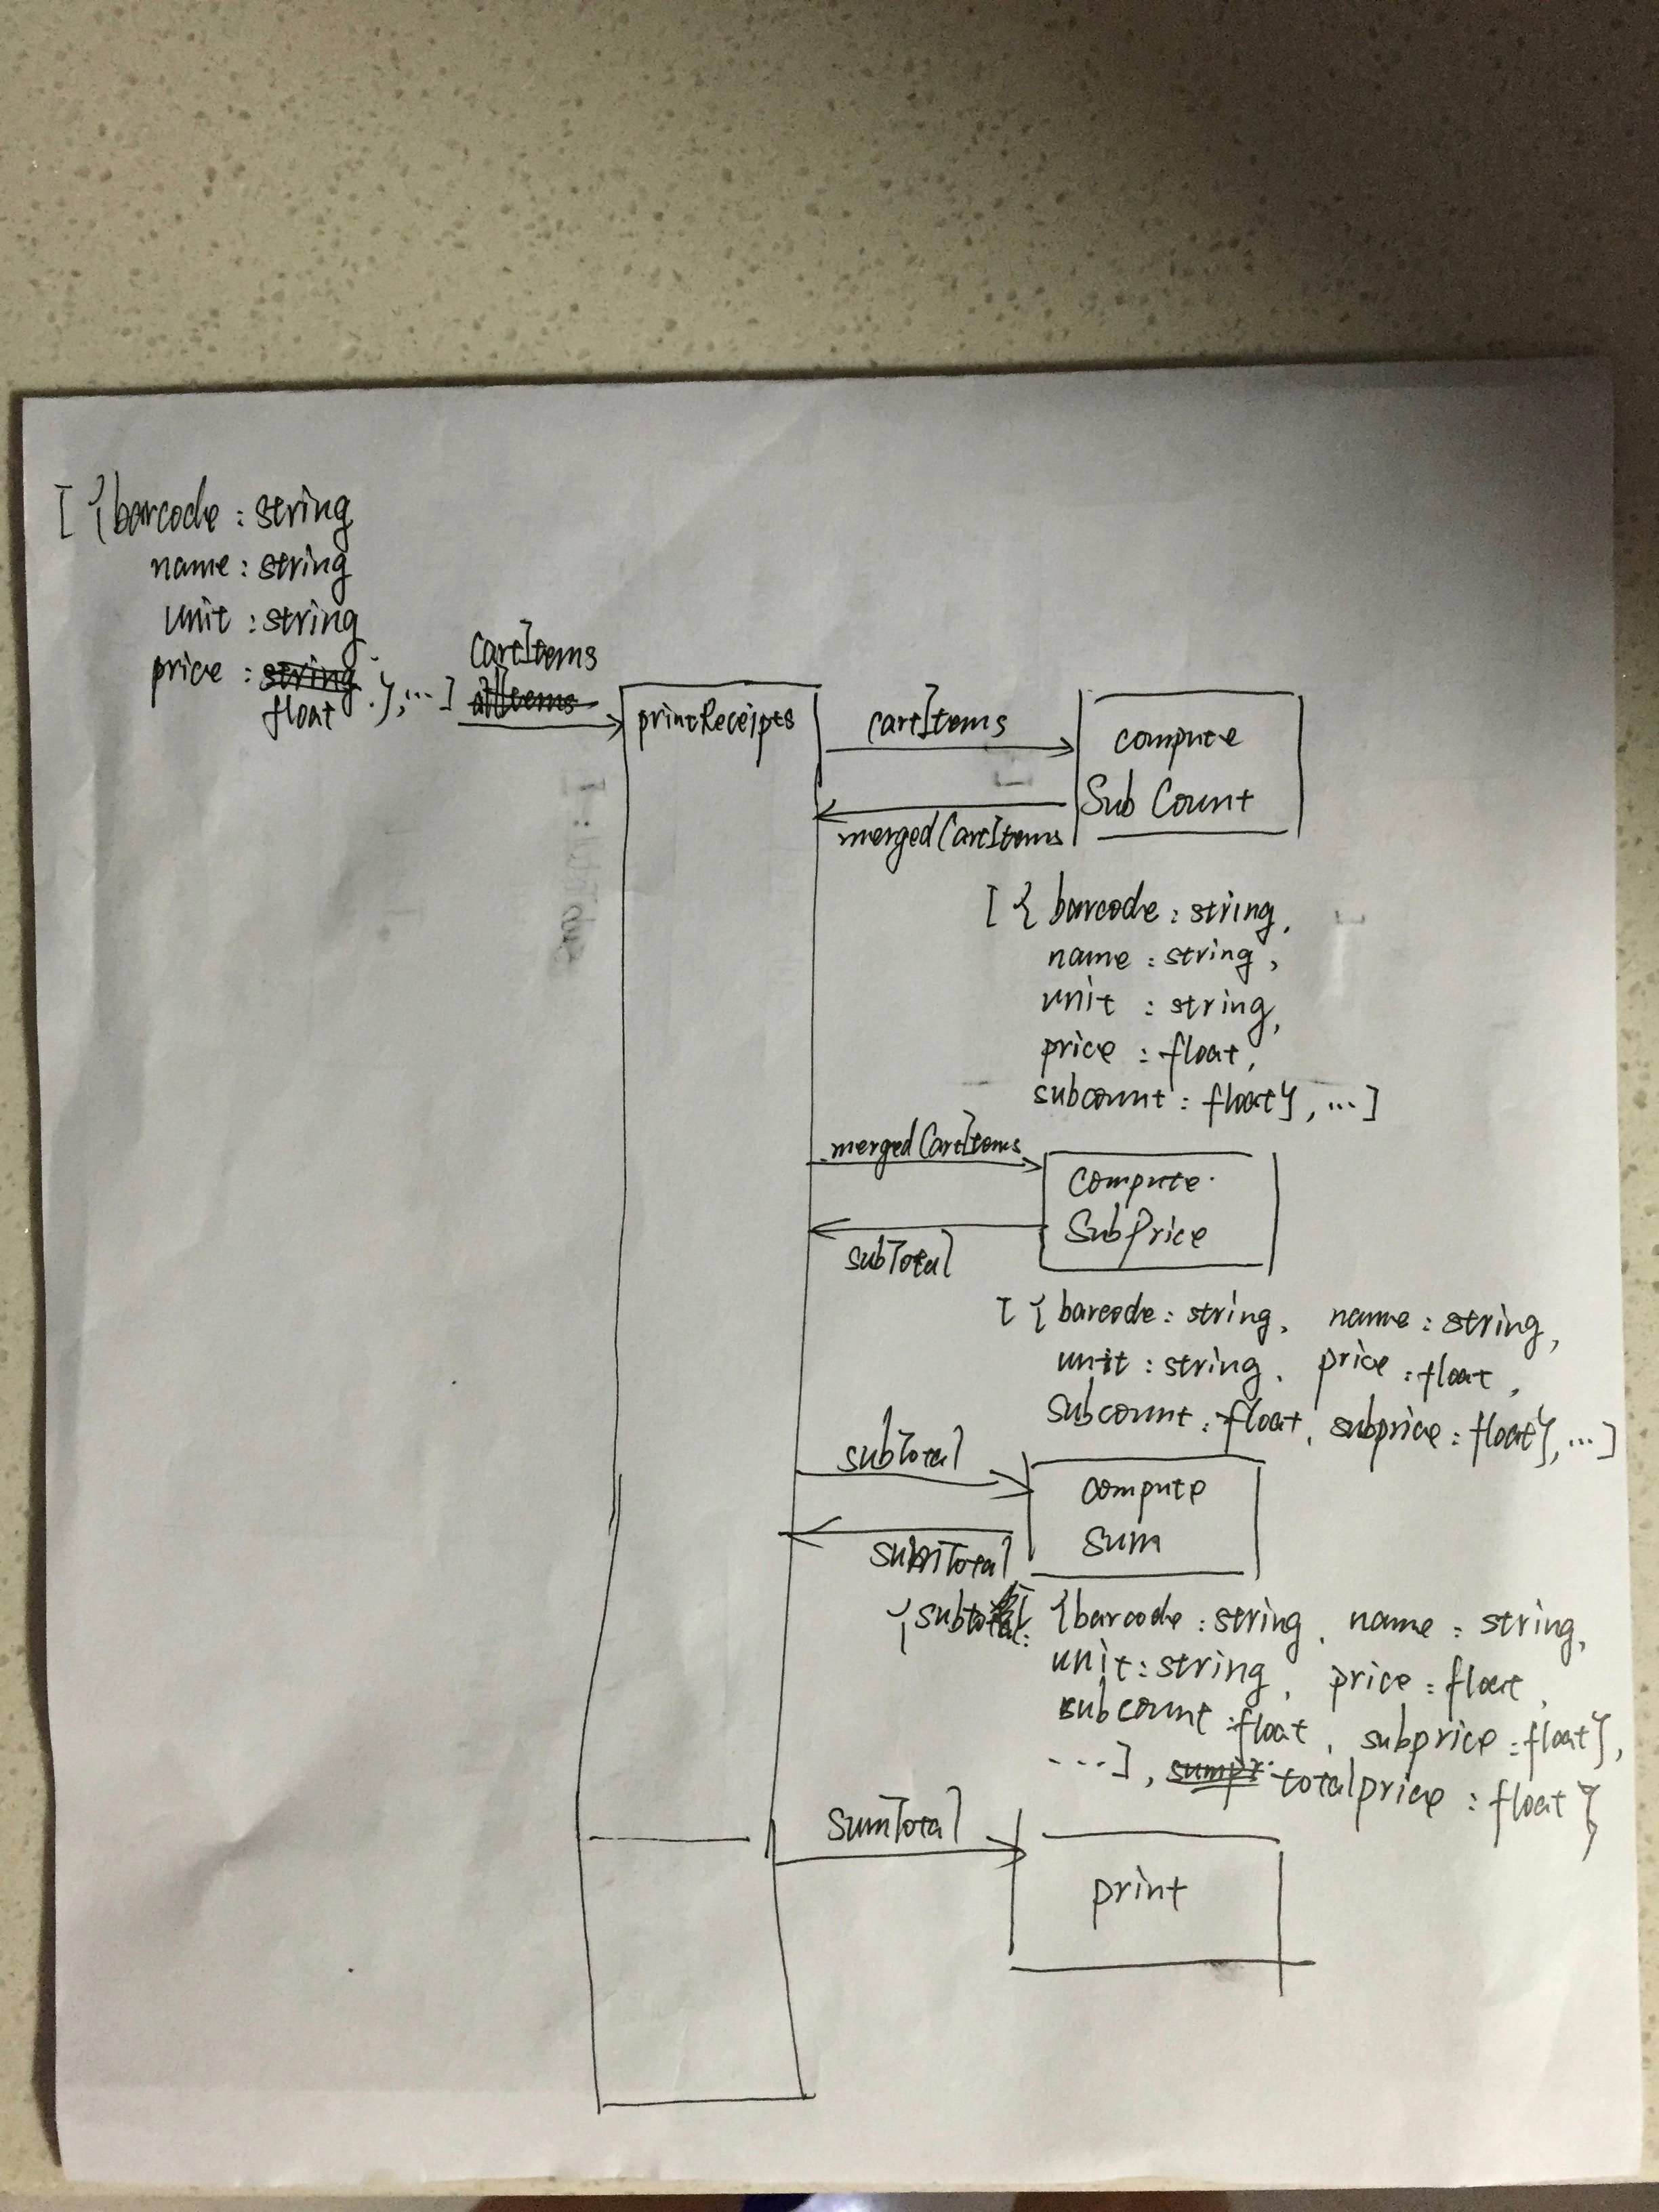 [ {barcode : string
name : string
unit : string
price : string
float }, ... ]
cartItems
allItems
printReceipts
cartItems
compute
Sub Count
mergedCartItems
[ { barcode : string,
name : string,
unit : string,
price : float,
subcount : float}, ... ]
mergedCartItems
compute
SubPrice
subTotal
[ { barcode : string, name : string,
unit : string, price : float,
subcount : float, subprice : float}, ... ]
subTotal
compute
sum
sumTotal
{ subtotal: {barcode : string, name : string,
unit : string, price : float,
subcount : float, subprice : float},
.... ], sumpr totalprice : float }
sumTotal
print